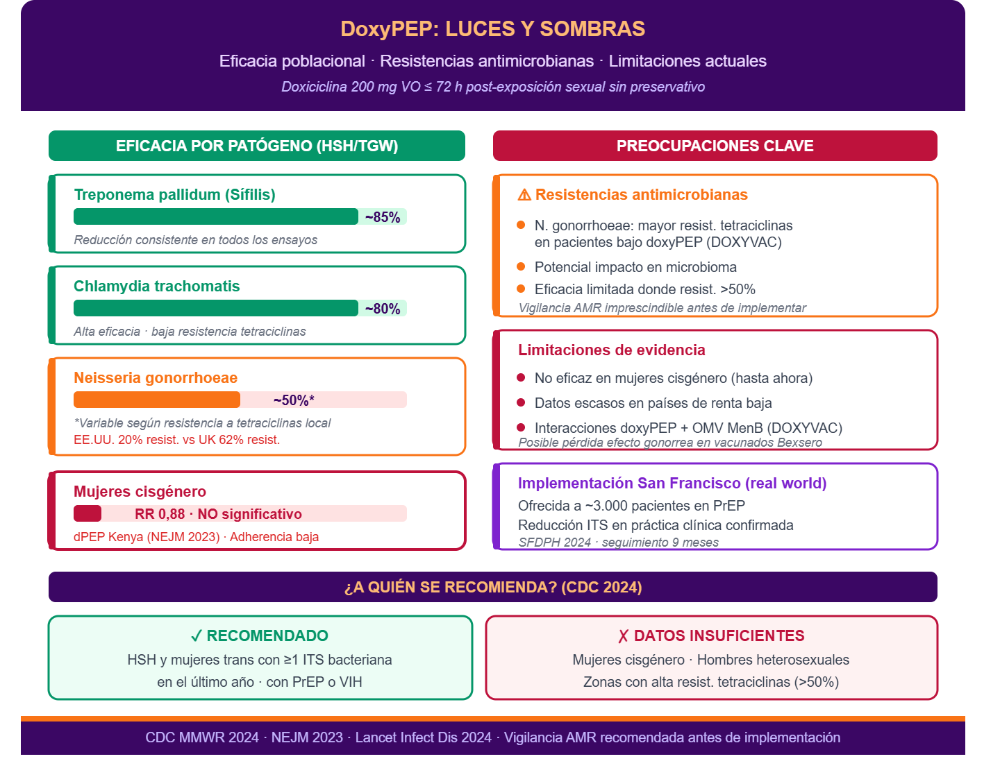 DoxyPEP: LUCES Y SOMBRAS
Eficacia poblacional · Resistencias antimicrobianas · Limitaciones actuales
Doxiciclina 200 mg VO ≤ 72 h post-exposición sexual sin preservativo
EFICACIA POR PATÓGENO (HSH/TGW)
Treponema pallidum (Sífilis)
~85%
Reducción consistente en todos los ensayos
Chlamydia trachomatis
~80%
Alta eficacia · baja resistencia tetraciclinas
Neisseria gonorrhoeae
~50%*
*Variable según resistencia a tetraciclinas local
EE.UU. 20% resist. vs UK 62% resist.
Mujeres cisgénero
RR 0,88 · NO significativo
dPEP Kenya (NEJM 2023) · Adherencia baja
PREOCUPACIONES CLAVE
⚠ Resistencias antimicrobianas
N. gonorrhoeae: mayor resist. tetraciclinas
en pacientes bajo doxyPEP (DOXYVAC)
Potencial impacto en microbioma
Eficacia limitada donde resist. >50%
Vigilancia AMR imprescindible antes de implementar
Limitaciones de evidencia
No eficaz en mujeres cisgénero (hasta ahora)
Datos escasos en países de renta baja
Interacciones doxyPEP + OMV MenB (DOXYVAC)
Posible pérdida efecto gonorrea en vacunados Bexsero
Implementación San Francisco (real world)
Ofrecida a ~3.000 pacientes en PrEP
Reducción ITS en práctica clínica confirmada
SFDPH 2024 · seguimiento 9 meses
¿A QUIÉN SE RECOMIENDA? (CDC 2024)
✓ RECOMENDADO
HSH y mujeres trans con ≥1 ITS bacteriana
en el último año · con PrEP o VIH
✗ DATOS INSUFICIENTES
Mujeres cisgénero · Hombres heterosexuales
Zonas con alta resist. tetraciclinas (>50%)
CDC MMWR 2024 · NEJM 2023 · Lancet Infect Dis 2024 · Vigilancia AMR recomendada antes de implementación